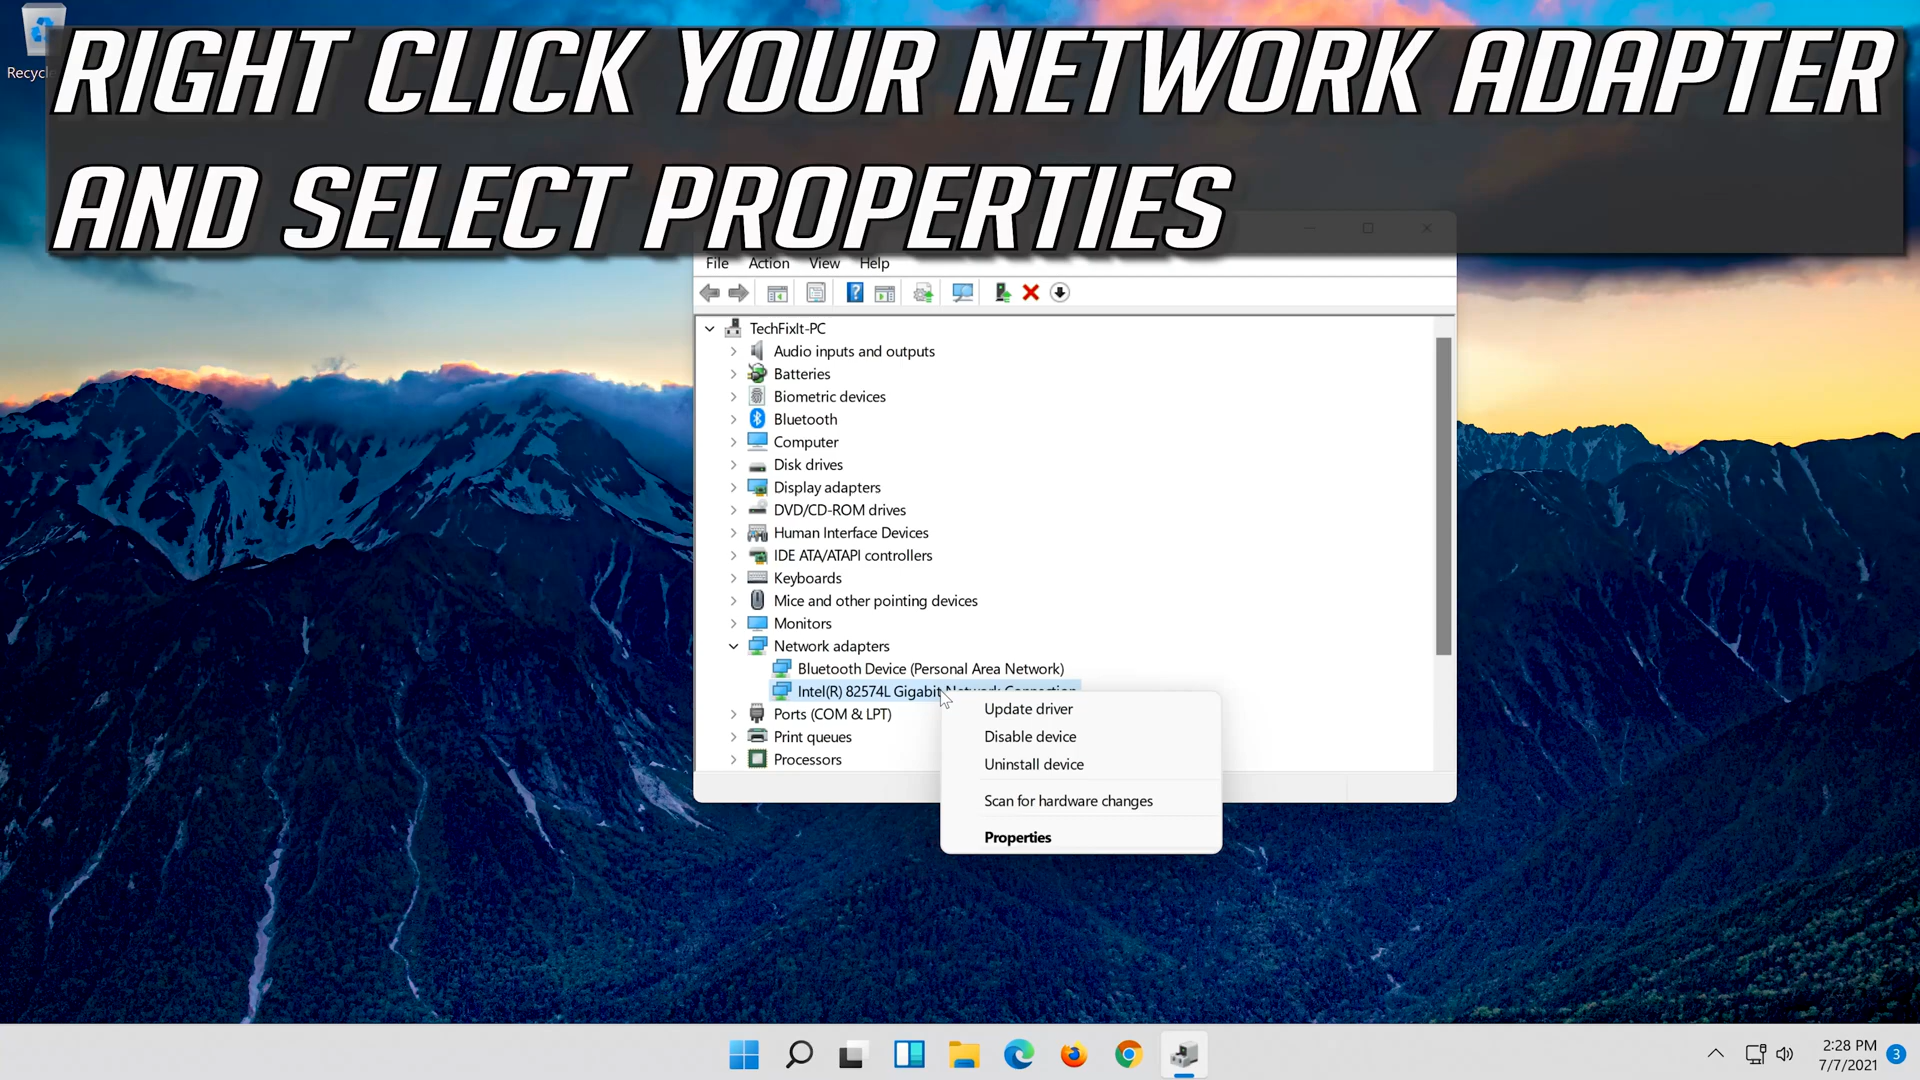 RIGHT CLICK YOUR NETWORK ADAPTER
AND SELECT PROPERTIES
File Action View Help
TechFixIt-PC
Audio inputs and outputs
Batteries
Biometric devices
Bluetooth
Computer
Disk drives
Display adapters
DVD/CD-ROM drives
Human Interface Devices
IDE ATA/ATAPI controllers
Keyboards
Mice and other pointing devices
Monitors
Network adapters
Bluetooth Device (Personal Area Network)
Intel(R) 82574L Gigabit Network Connection
Ports (COM & LPT)
Print queues
Processors
Update driver
Disable device
Uninstall device
Scan for hardware changes
Properties
2:28 PM
7/7/2021
3